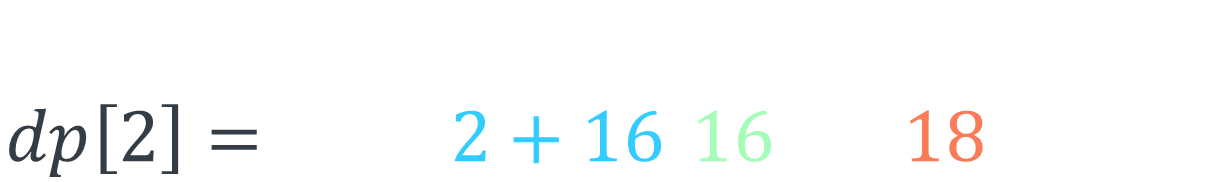 dp[2] = 2 + 16 16 18